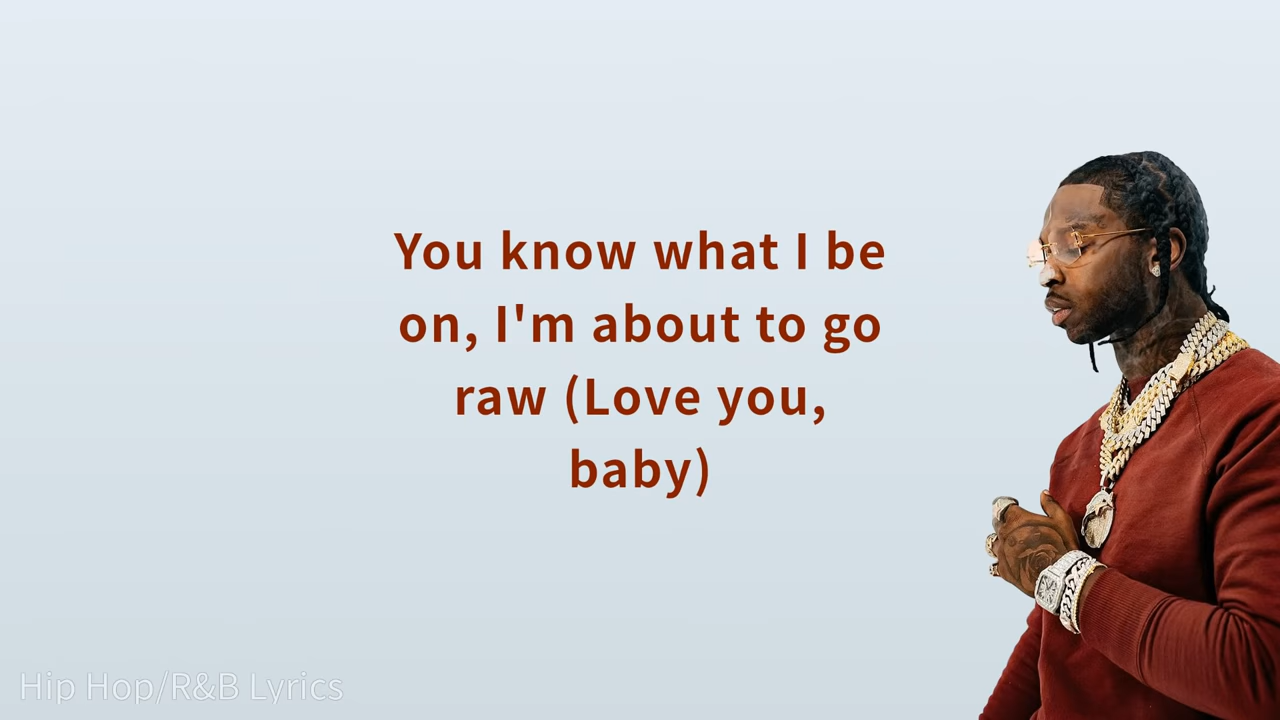 You know what I be
on, I'm about to go
raw (Love you,
baby)
Hip Hop/R&B Lyrics